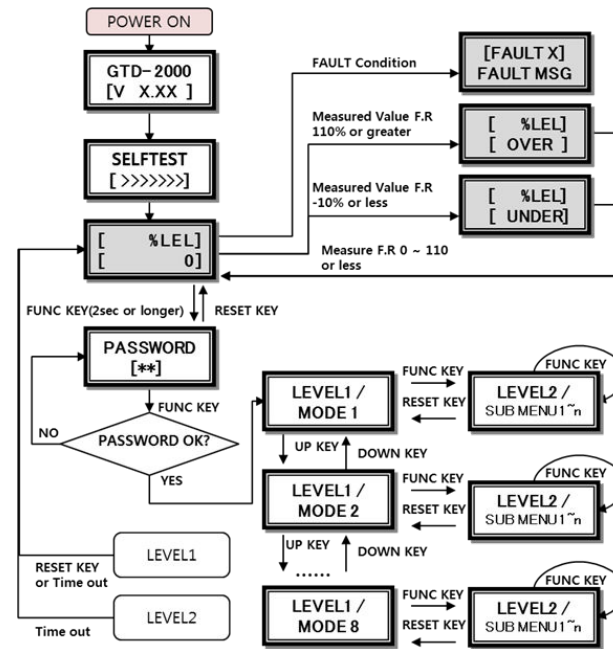 POWER ON
GTD-2000
[V X.XX ]
SELFTEST
[ >>>>>>>]
[ %LEL]
[ 0]
FAULT Condition
[FAULT X]
FAULT MSG
Measured Value F.R
110% or greater
[ %LEL]
[ OVER ]
Measured Value F.R
-10% or less
[ %LEL]
[ UNDER]
Measure F.R 0 ~ 110
or less
FUNC KEY(2sec or longer)
RESET KEY
PASSWORD
[**]
FUNC KEY
NO
PASSWORD OK?
YES
LEVEL1 /
MODE 1
FUNC KEY
RESET KEY
FUNC KEY
LEVEL2 /
SUB MENU1~n
UP KEY
DOWN KEY
LEVEL1 /
MODE 2
FUNC KEY
RESET KEY
FUNC KEY
LEVEL2 /
SUB MENU1~n
UP KEY
DOWN KEY
......
LEVEL1 /
MODE 8
FUNC KEY
RESET KEY
FUNC KEY
LEVEL2 /
SUB MENU1~n
LEVEL1
RESET KEY
or Time out
LEVEL2
Time out